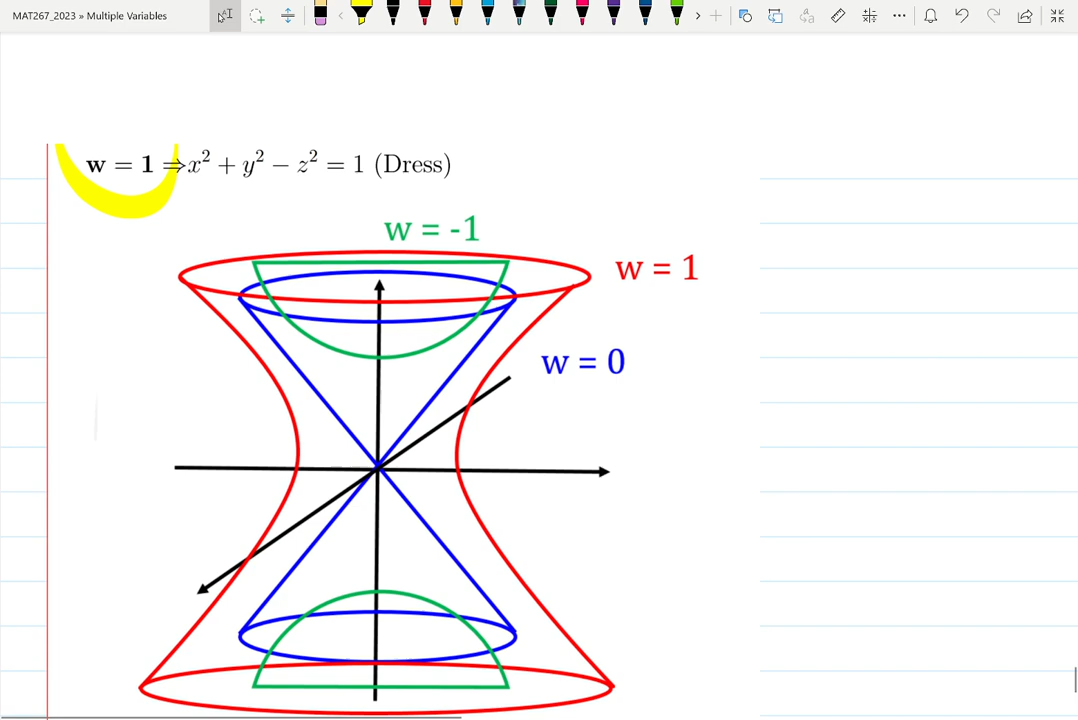 MAT267_2023 » Multiple Variables
w = 1 ⇒x² + y² − z² = 1 (Dress)
w = -1
w = 1
w = 0